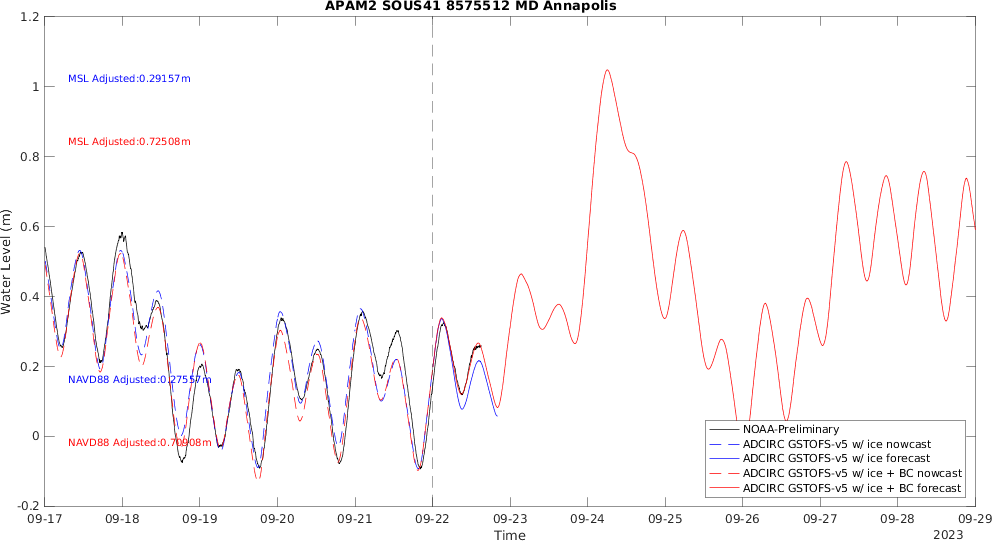 APAM2 SOUS41 8575512 MD Annapolis
1.2
1
0.8
0.6
0.4
0.2
0
-0.2
Water Level (m)
MSL Adjusted:0.29157m
MSL Adjusted:0.72508m
NAVD88 Adjusted:0.27557m
NAVD88 Adjusted:0.70908m
NOAA-Preliminary
ADCIRC GSTOFS-v5 w/ ice nowcast
ADCIRC GSTOFS-v5 w/ ice forecast
ADCIRC GSTOFS-v5 w/ ice + BC nowcast
ADCIRC GSTOFS-v5 w/ ice + BC forecast
09-17 09-18 09-19 09-20 09-21 09-22 09-23 09-24 09-25 09-26 09-27 09-28 09-29
Time
2023